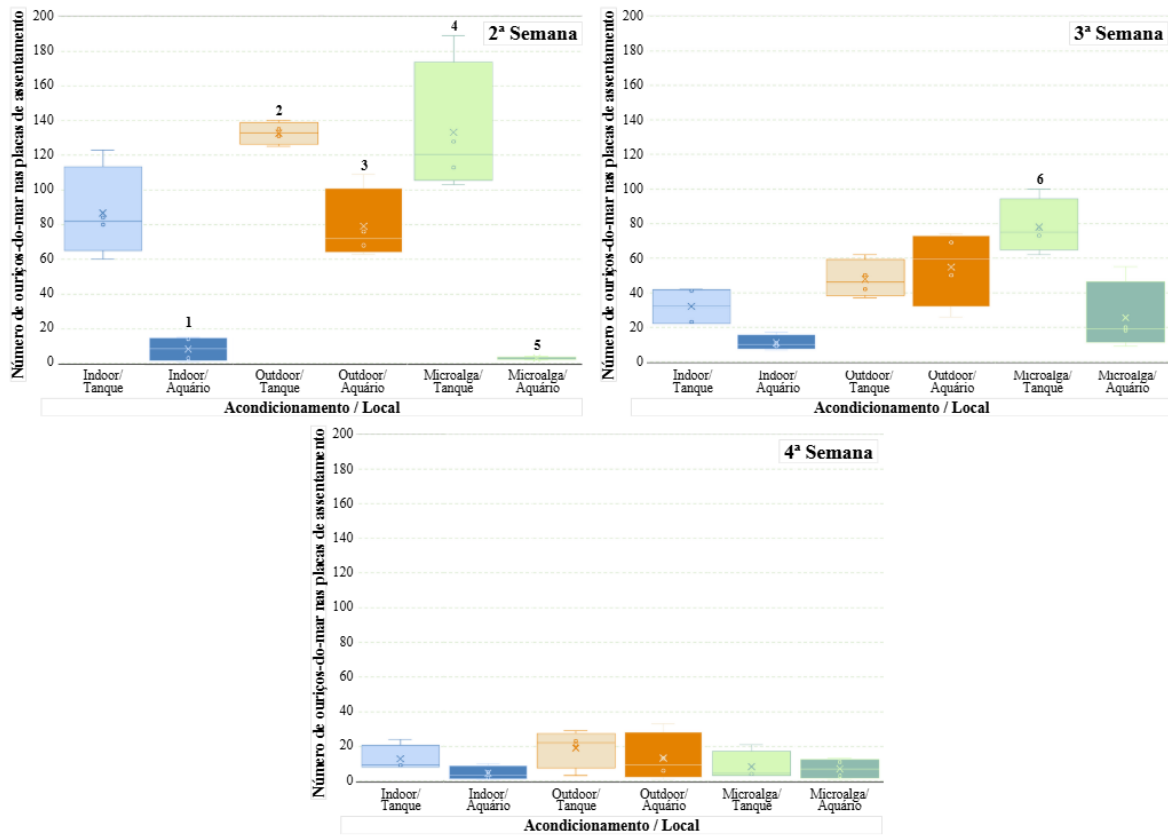 Número de ouriços-do-mar nas placas de assentamento
200
180
160
140
120
100
80
60
40
20
0
2ª Semana
1
2
3
4
5
Indoor/
Tanque
Indoor/
Aquário
Outdoor/
Tanque
Outdoor/
Aquário
Microalga/
Tanque
Microalga/
Aquário
Acondicionamento / Local
Número de ouriços-do-mar nas placas de assentamento
200
180
160
140
120
100
80
60
40
20
0
3ª Semana
6
Indoor/
Tanque
Indoor/
Aquário
Outdoor/
Tanque
Outdoor/
Aquário
Microalga/
Tanque
Microalga/
Aquário
Acondicionamento / Local
Número de ouriços-do-mar nas placas de assentamento
200
180
160
140
120
100
80
60
40
20
0
4ª Semana
Indoor/
Tanque
Indoor/
Aquário
Outdoor/
Tanque
Outdoor/
Aquário
Microalga/
Tanque
Microalga/
Aquário
Acondicionamento / Local